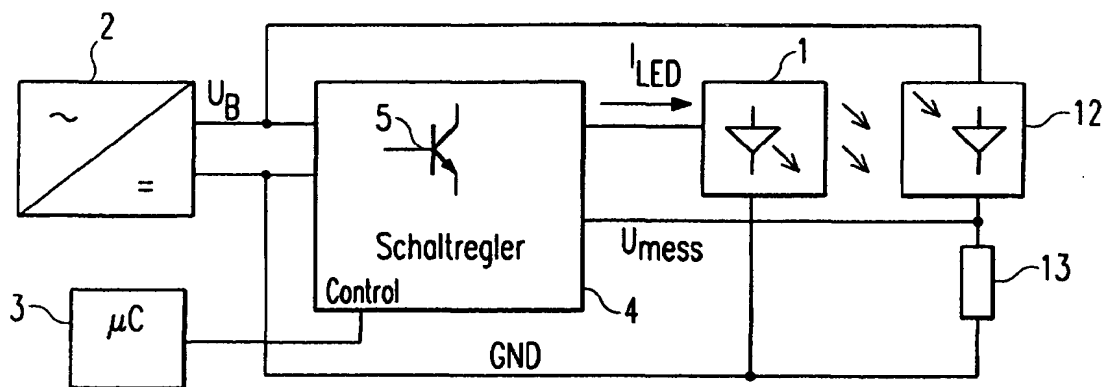 2
1
I_LED
U_B
12
~
=
5
Schaltregler
U_mess
13
Control
3
µC
4
GND